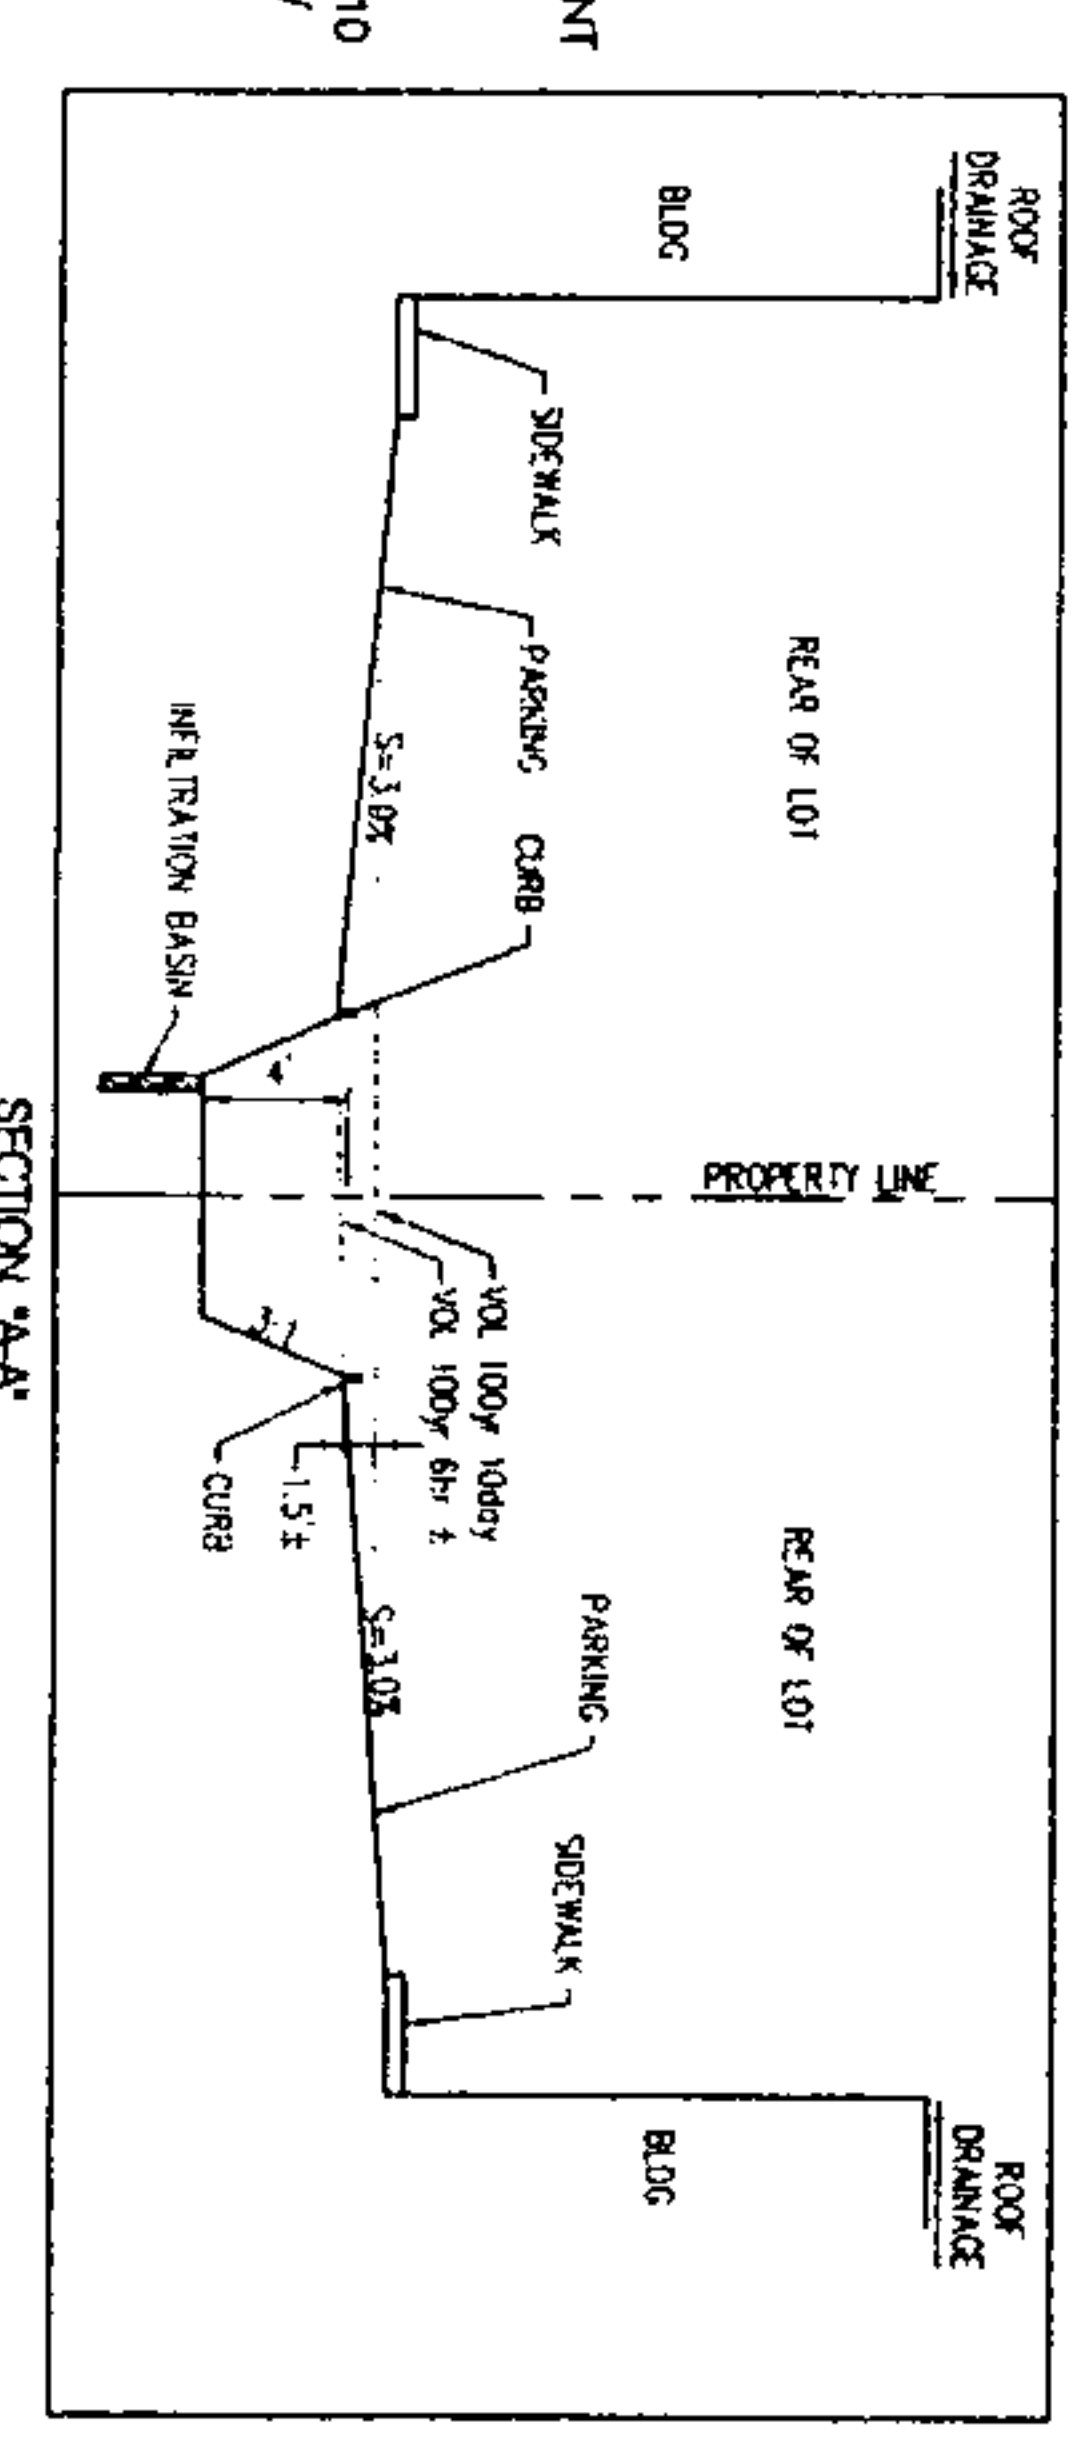 NT
10
ROOF
DRAINAGE
BLDG
SIDEWALK
PARKING
CURB
S=3.0%
REAR OF LOT
INFILTRATION BASIN
4'
PROPERTY LINE
VOL 100yr 10day
VOL 100yr 6hr ±
CURB
1.5'±
S=3.0%
REAR OF LOT
PARKING
SIDEWALK
BLDG
ROOF
DRAINAGE
SECTION "A-A"